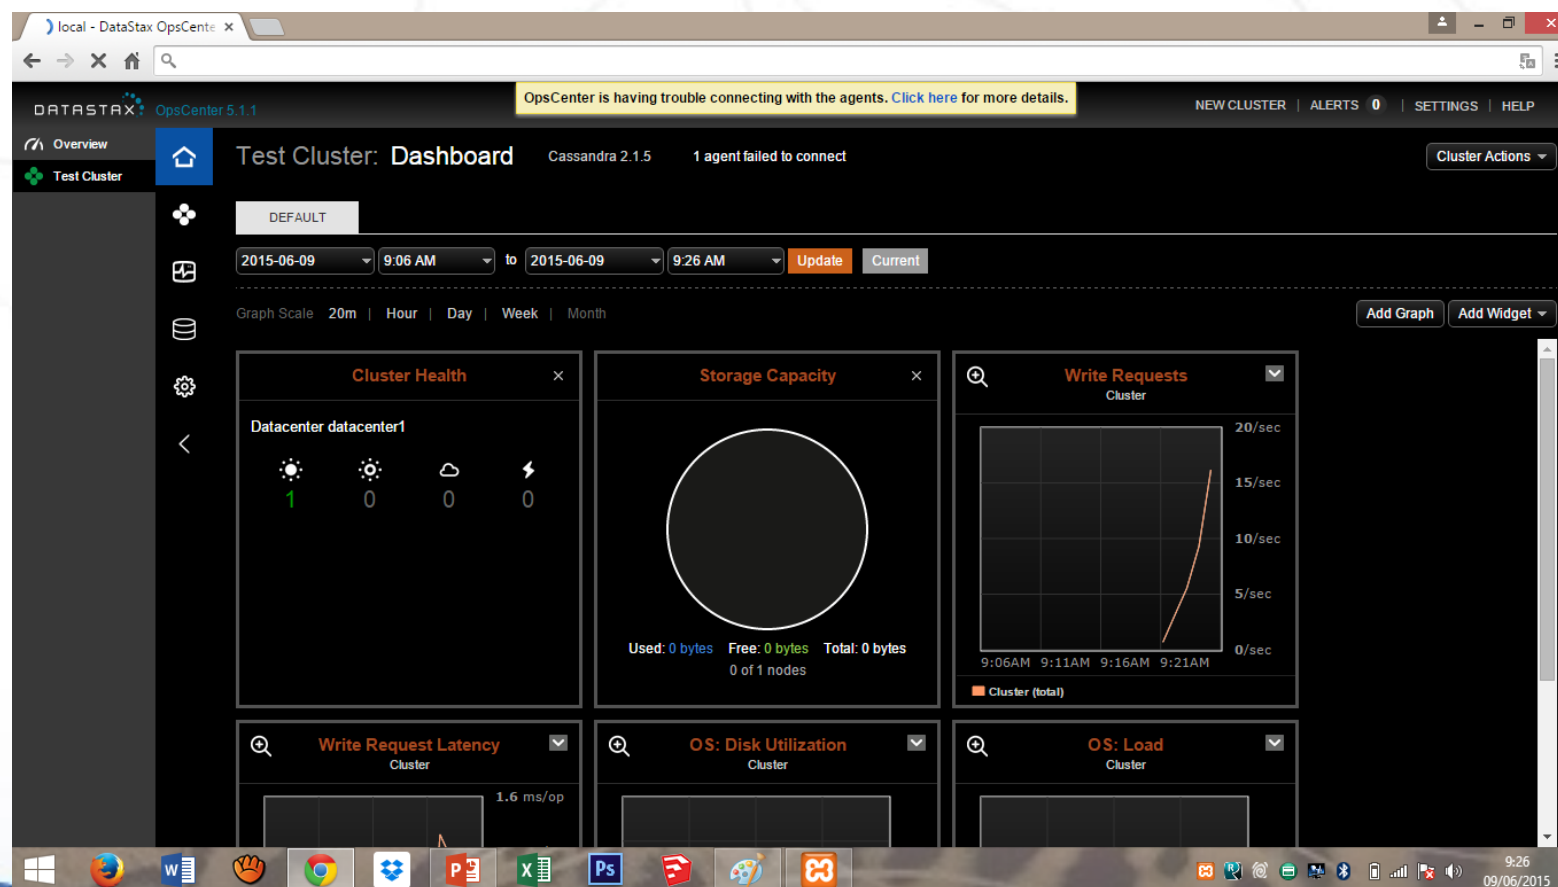 local - DataStax OpsCente
DATASTAX OpsCenter 5.1.1
OpsCenter is having trouble connecting with the agents. Click here for more details.
NEW CLUSTER | ALERTS 0 | SETTINGS | HELP
Overview
Test Cluster
Test Cluster: Dashboard Cassandra 2.1.5 1 agent failed to connect
Cluster Actions
DEFAULT
2015-06-09 9:06 AM to 2015-06-09 9:26 AM Update Current
Graph Scale 20m | Hour | Day | Week | Month
Add Graph Add Widget
Cluster Health
Datacenter datacenter1
1 0 0 0
Storage Capacity
Used: 0 bytes Free: 0 bytes Total: 0 bytes
0 of 1 nodes
Write Requests
Cluster
20/sec
15/sec
10/sec
5/sec
0/sec
9:06AM 9:11AM 9:16AM 9:21AM
Cluster (total)
Write Request Latency
Cluster
1.6 ms/op
OS: Disk Utilization
Cluster
OS: Load
Cluster
9:26
09/06/2015